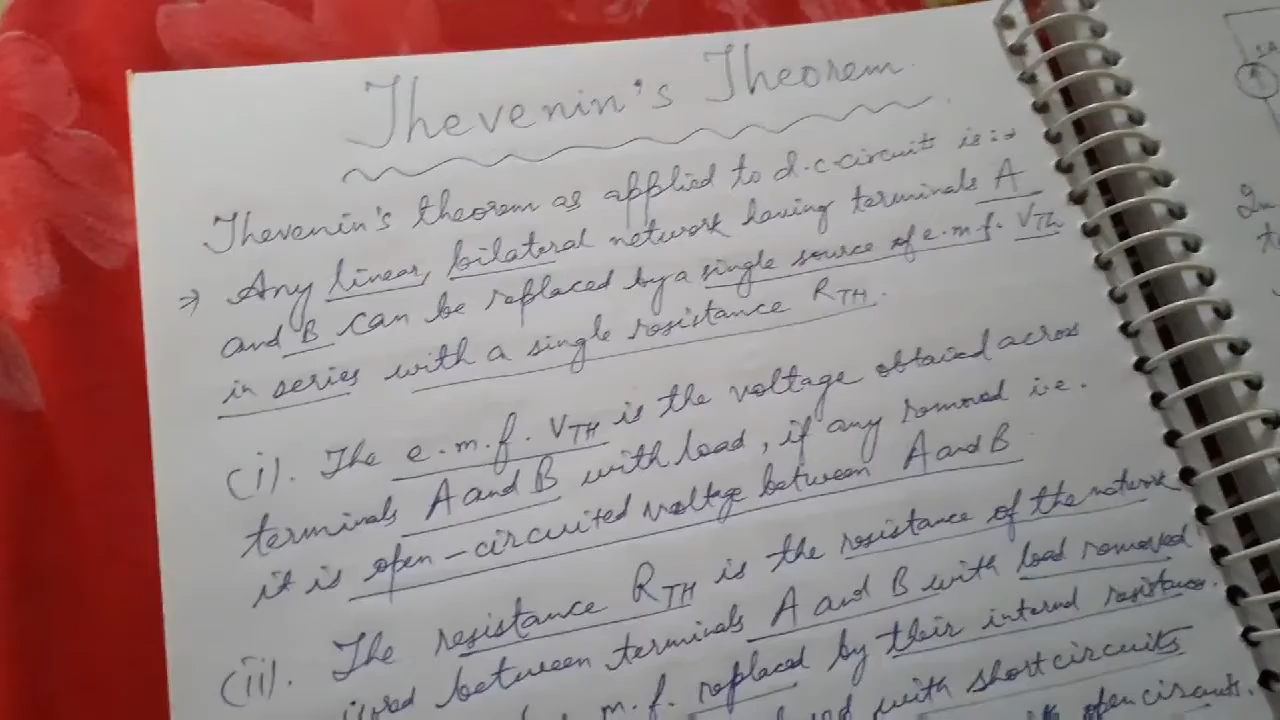 Thevenin's Theorem
Thevenin's theorem as applied to d.c circuit is :→
⇒ Any linear, bilateral network having terminals A
and B can be replaced by a single source of e.m.f. VTH
in series with a single resistance RTH.
(i). The e.m.f. VTH is the voltage obtained across
terminals A and B with load, if any removed i.e.
it is open-circuited voltage between A and B
(ii). The resistance RTH is the resistance of the network
between terminals A and B with load removed
m.f. replaced by their internal resistance.
with short circuits
open circuits.